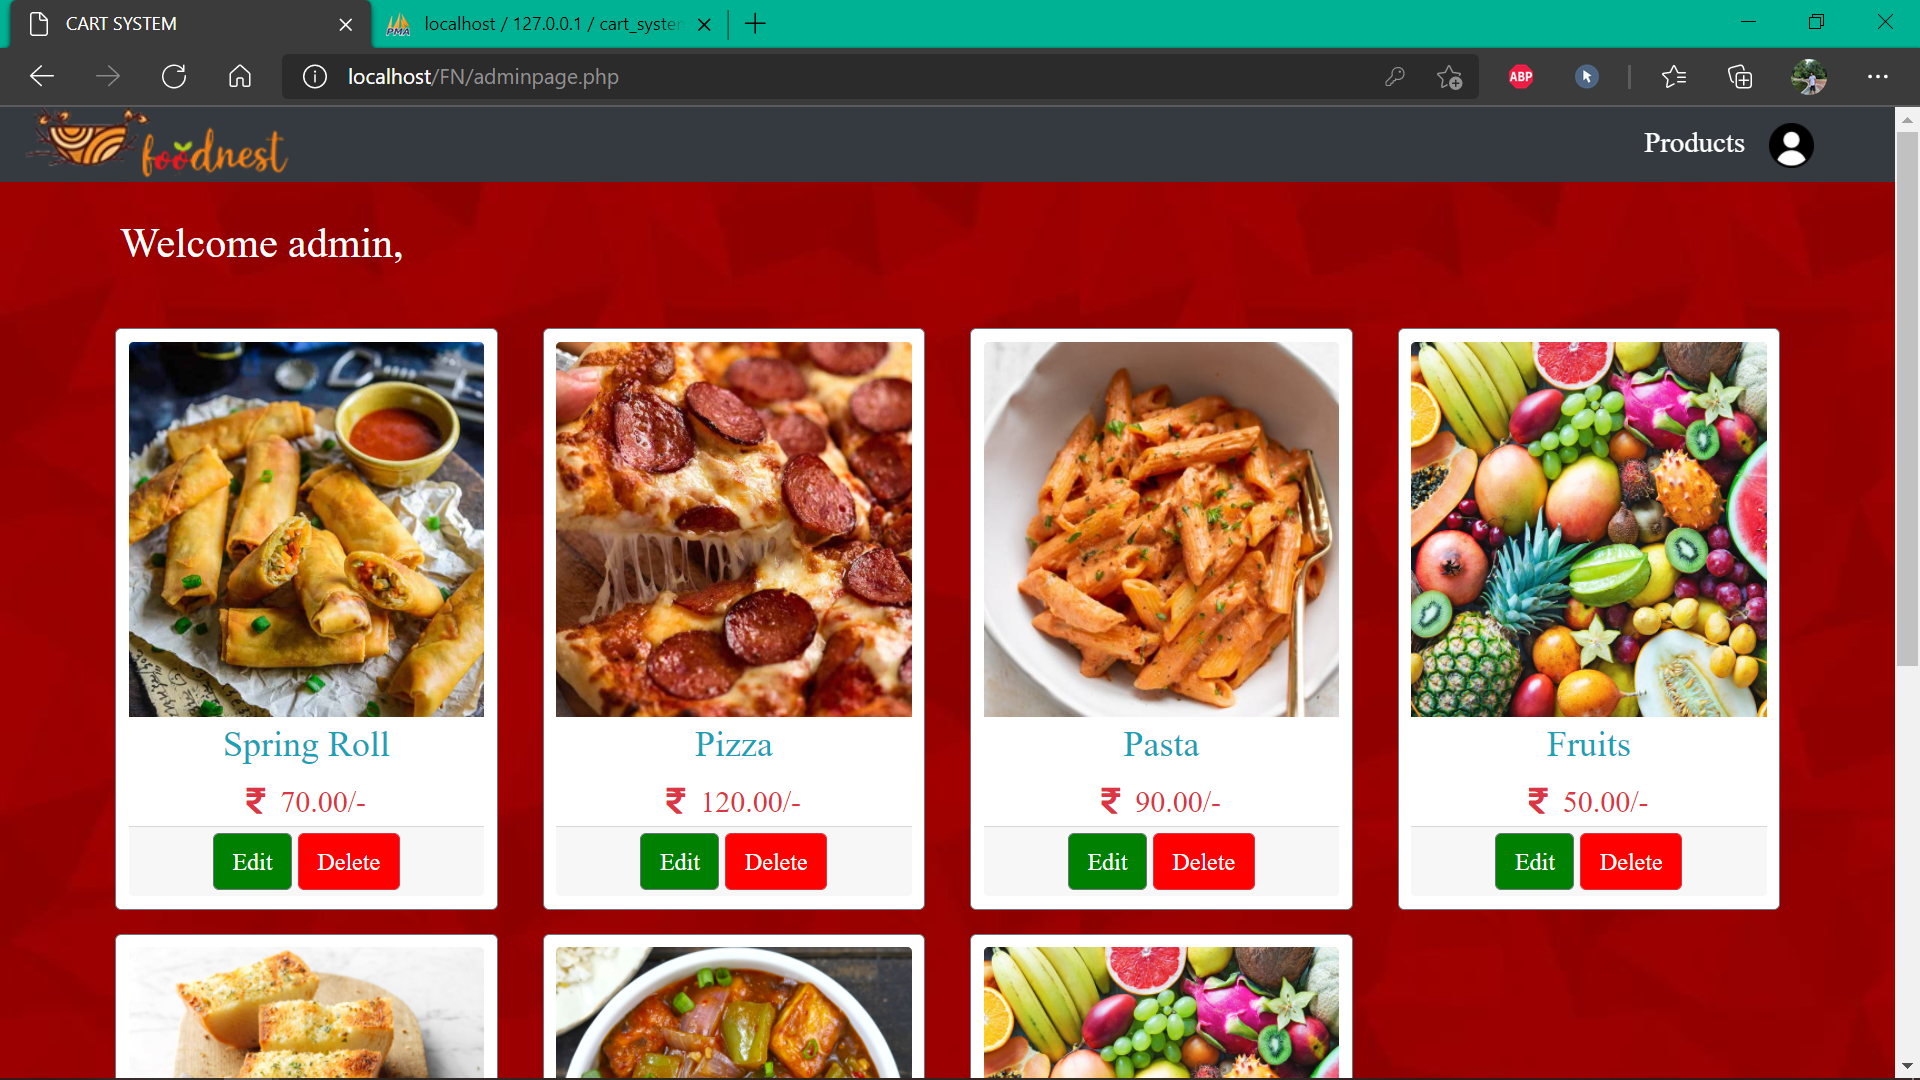 CART SYSTEM
localhost / 127.0.0.1 / cart_system
localhost/FN/adminpage.php
ABP
foodnest
Products
Welcome admin,
Spring Roll
Pizza
Pasta
Fruits
₹ 70.00/-
₹ 120.00/-
₹ 90.00/-
₹ 50.00/-
Edit Delete
Edit Delete
Edit Delete
Edit Delete